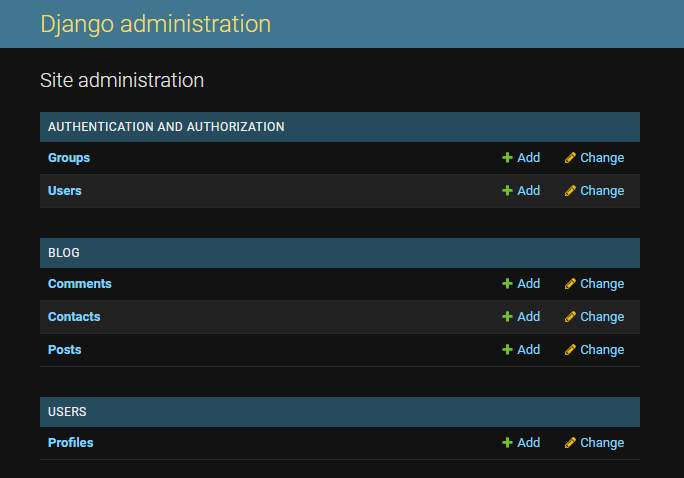 Django administration
Site administration
AUTHENTICATION AND AUTHORIZATION
Groups Add Change
Users Add Change
BLOG
Comments Add Change
Contacts Add Change
Posts Add Change
USERS
Profiles Add Change